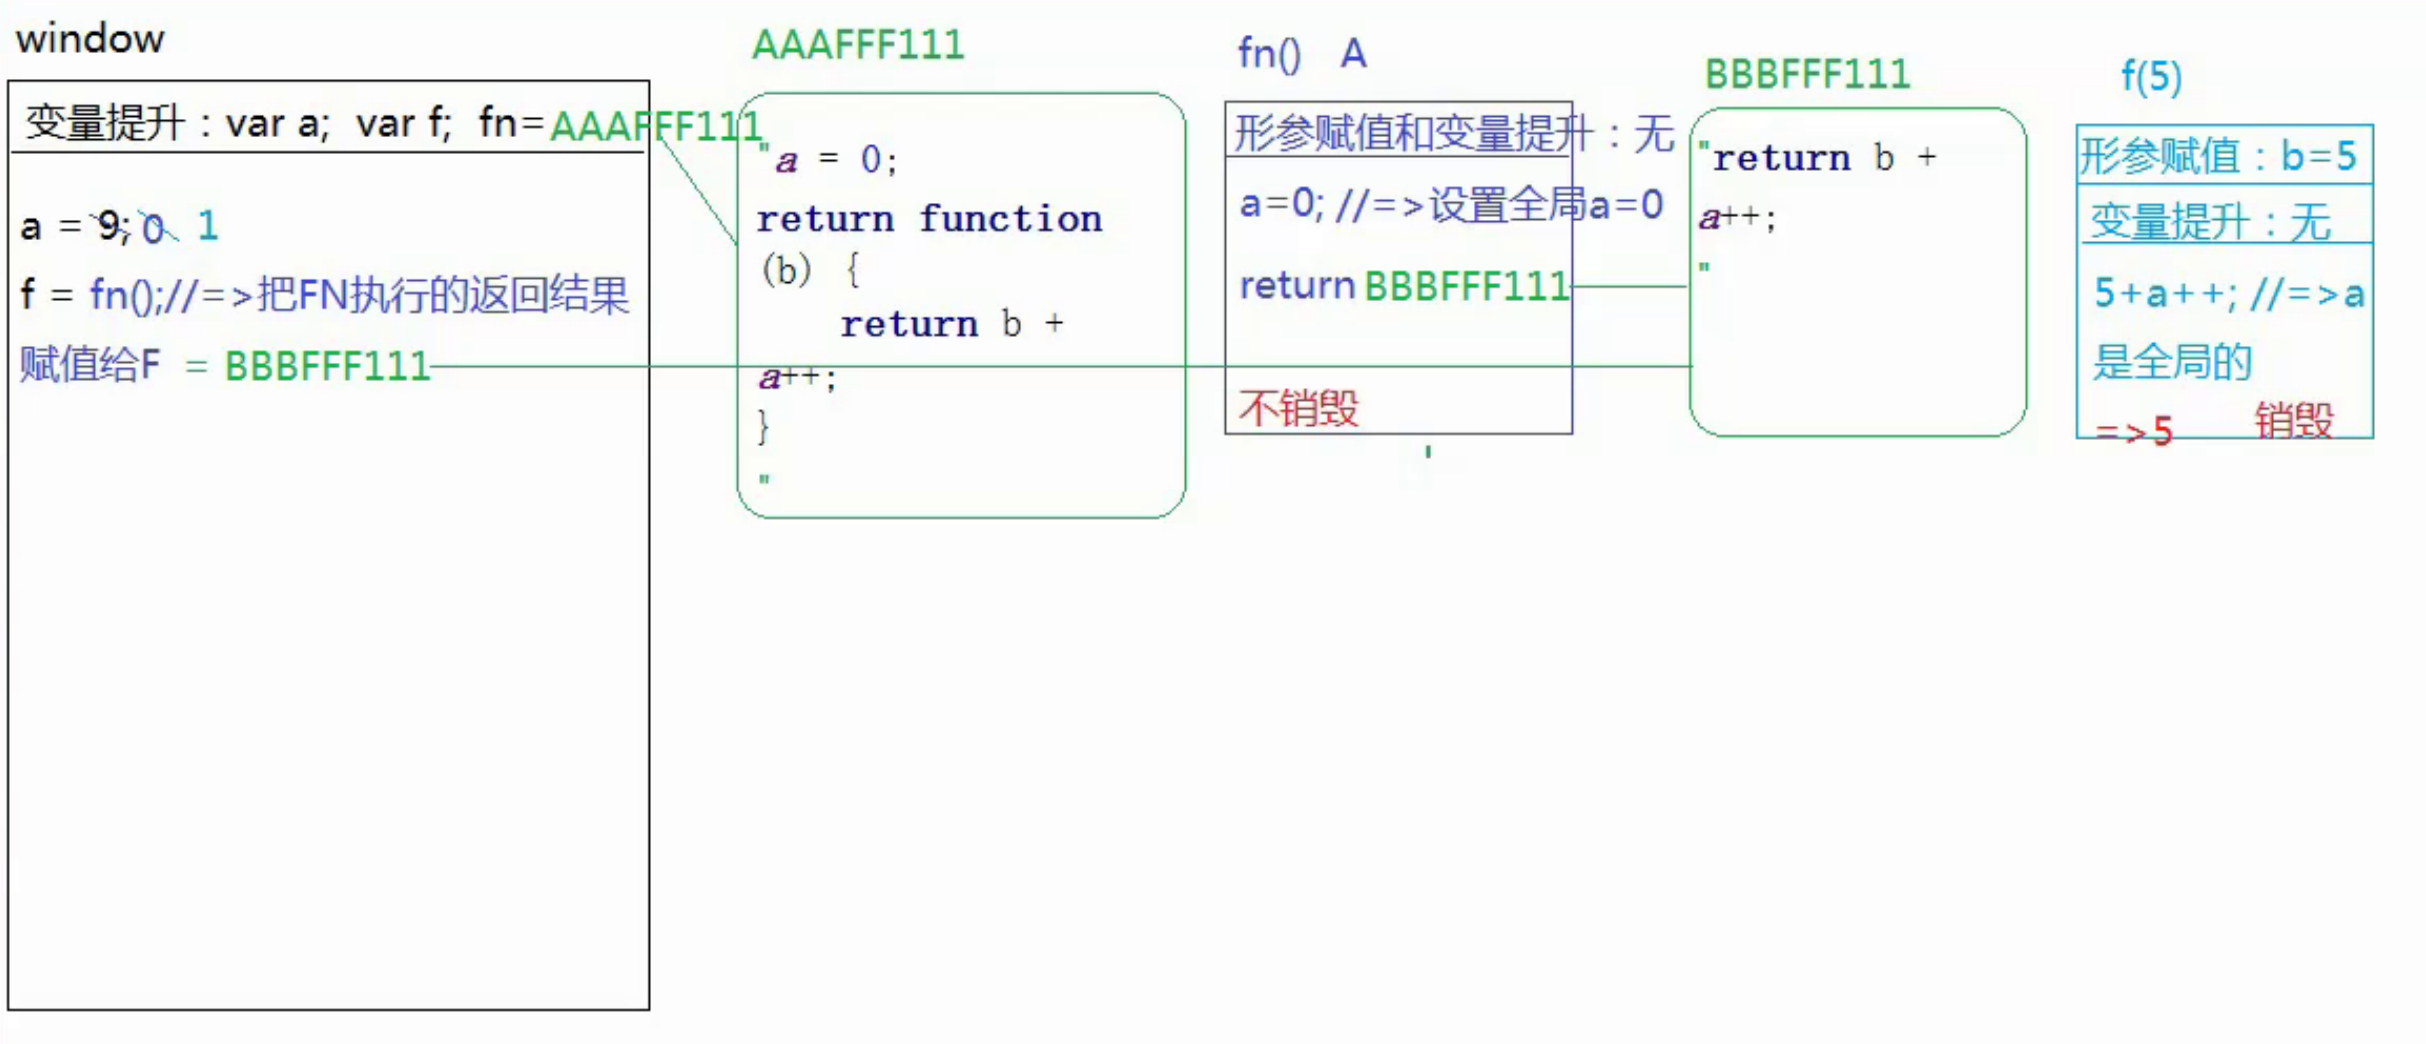 window
变量提升：var a;  var f;  fn=AAAFFF111
a = 9; 0 1
f = fn();//=>把FN执行的返回结果
赋值给F = BBBFFF111
AAAFFF111
"a = 0;
return function
(b) {
return b +
a++;
}
"
fn() A
形参赋值和变量提升：无
a=0; //=>设置全局a=0
return BBBFFF111
不销毁
BBBFFF111
"return b +
a++;
"
f(5)
形参赋值：b=5
变量提升：无
5+a++; //=>a
是全局的
=>5 销毁